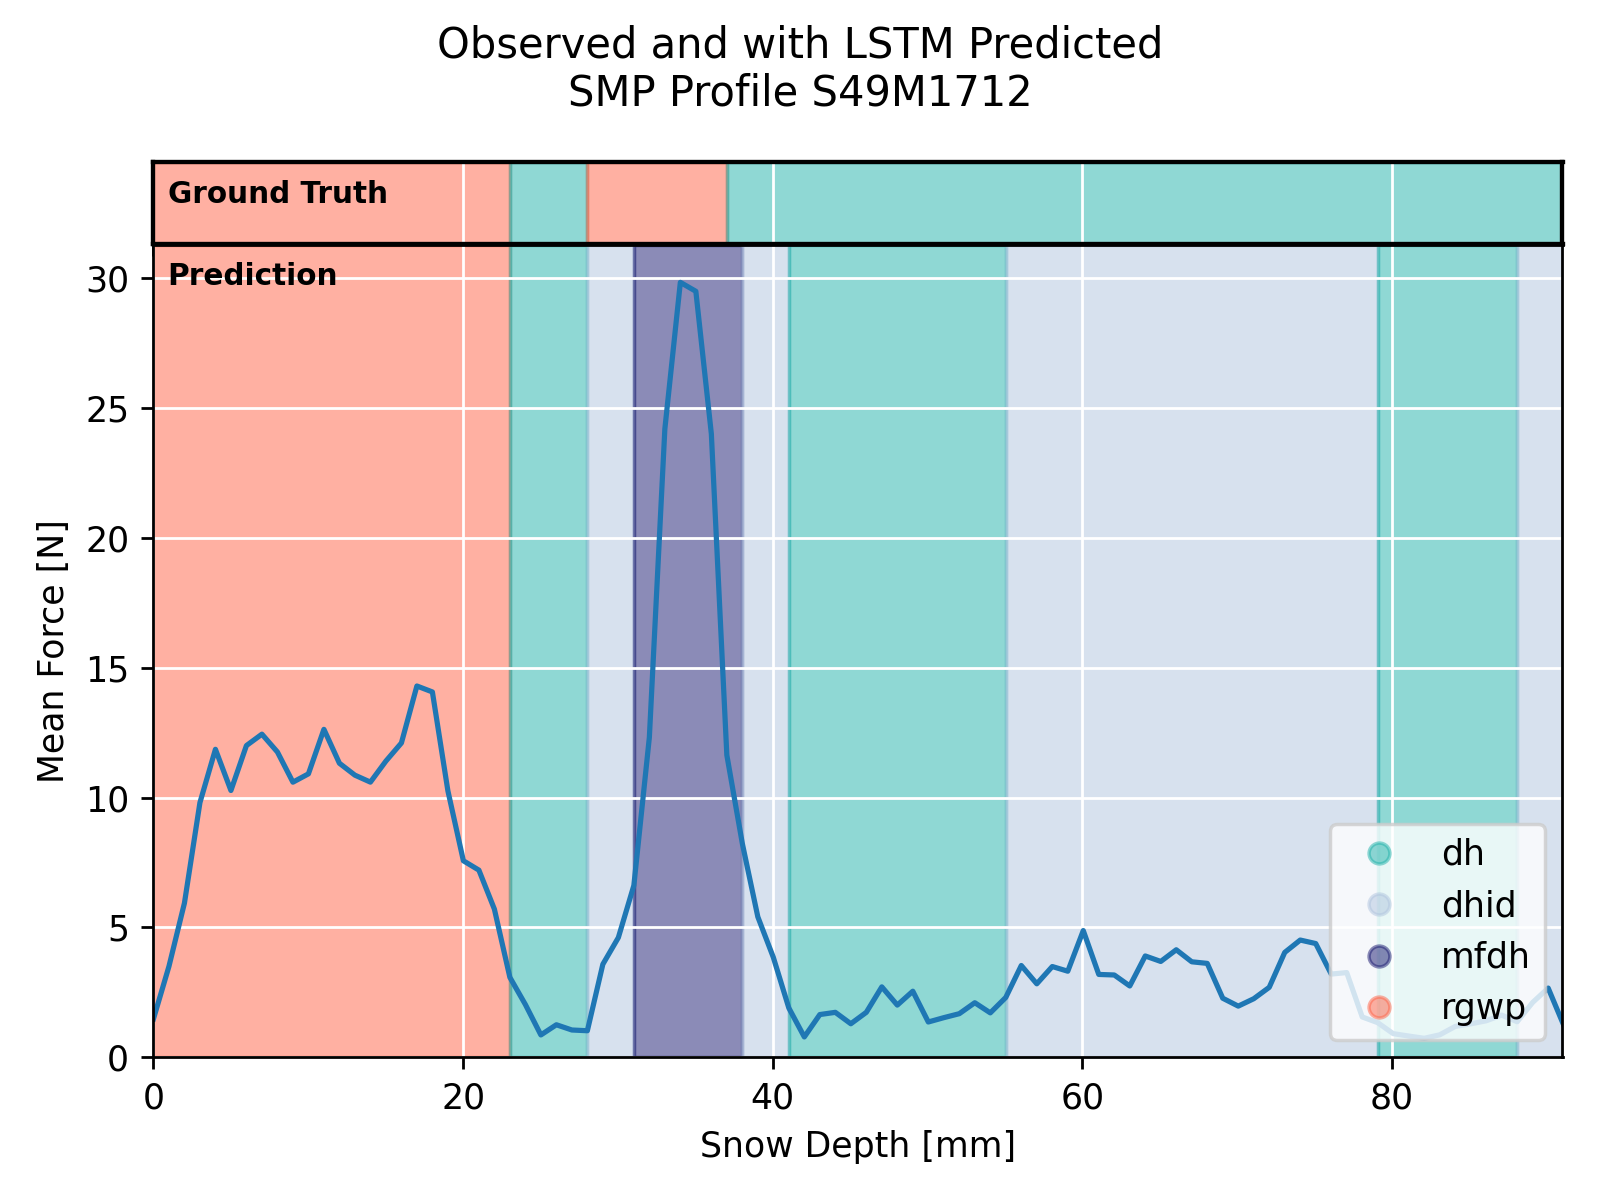 Observed and with LSTM Predicted
SMP Profile S49M1712
Ground Truth
Prediction
30
25
20
15
10
5
0
Mean Force [N]
0 20 40 60 80
Snow Depth [mm]
dh
dhid
mfdh
rgwp